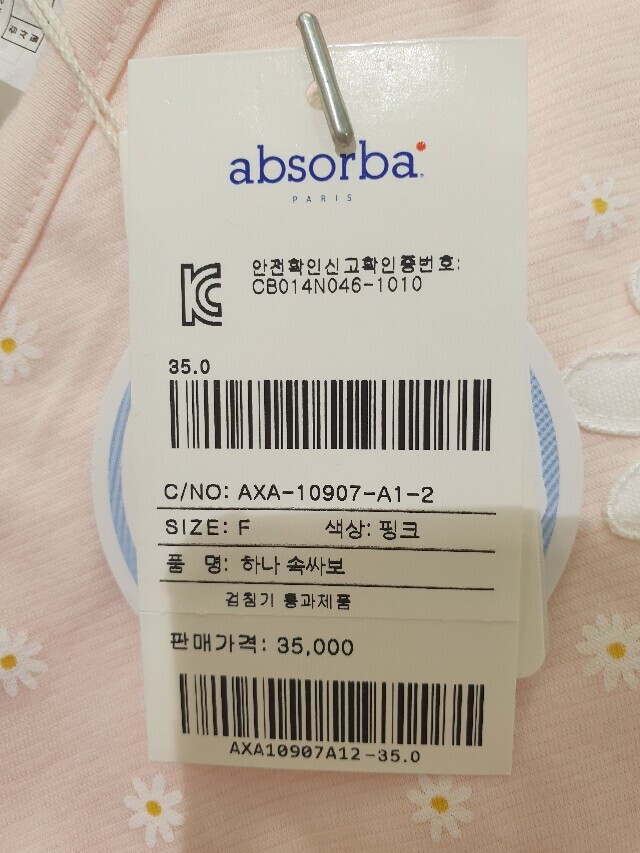 absorba
PARIS
안전확인신고확인증번호:
CB014N046-1010
35.0
C/NO: AXA-10907-A1-2
SIZE: F 색상: 핑크
품 명: 하나 속싸보
검침기 통과제품
판매가격: 35,000
AXA10907A12-35.0